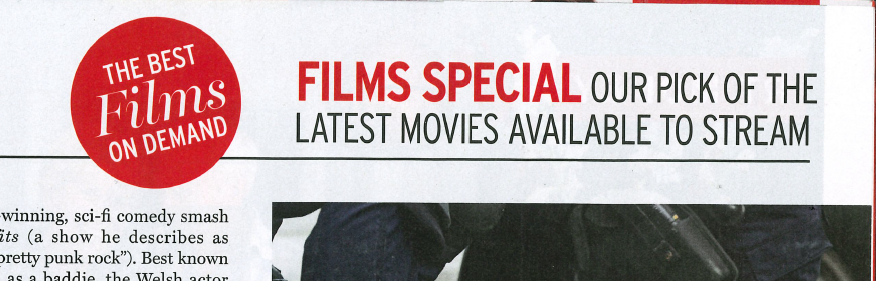 THE BEST
Films
ON DEMAND
FILMS SPECIAL OUR PICK OF THE
LATEST MOVIES AVAILABLE TO STREAM
-winning, sci-fi comedy smash
its (a show he describes as
pretty punk rock"). Best known
as a baddie, the Welsh actor